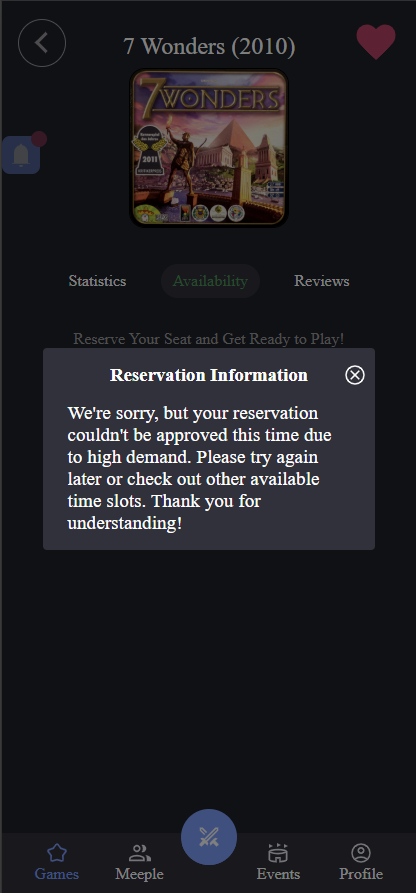 7 Wonders (2010)
7 WONDERS
2011
Statistics
Availability
Reviews
Reserve Your Seat and Get Ready to Play!
Reservation Information
We're sorry, but your reservation
couldn't be approved this time due
to high demand. Please try again
later or check out other available
time slots. Thank you for
understanding!
Games
Meeple
Events
Profile